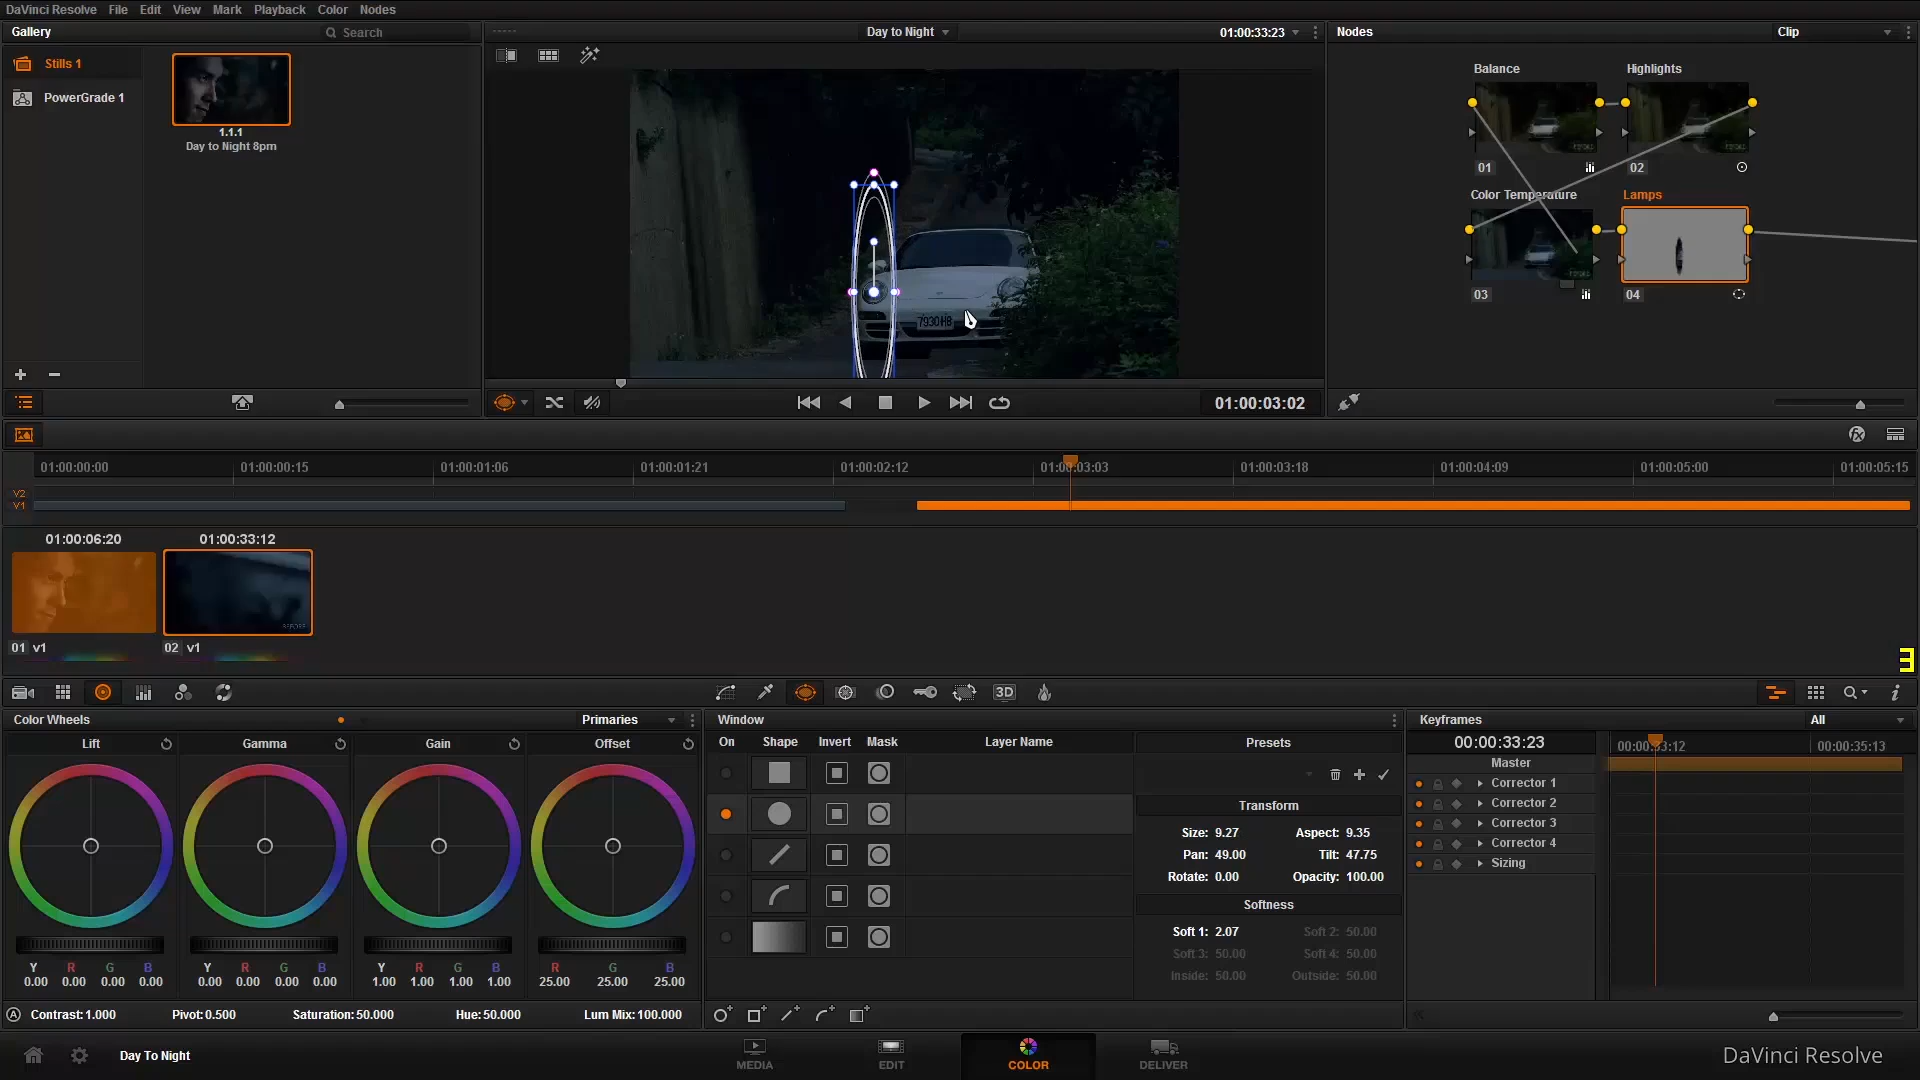 DaVinci Resolve File Edit View Mark Playback Color Nodes
Gallery Search Day to Night 01:00:33:23 Nodes Clip
Stills 1
PowerGrade 1
1.1.1
Day to Night 8pm
7930HB
Balance Highlights
01 02
Color Temperature Lamps
03 04
01:00:03:02
01:00:00:00 01:00:00:15 01:00:01:06 01:00:01:21 01:00:02:12 01:00:03:03 01:00:03:18 01:00:04:09 01:00:05:00 01:00:05:15
V2
V1
01:00:06:20 01:00:33:12
01 v1 02 v1
3
3D
Color Wheels Primaries Window Keyframes All
Lift Gamma Gain Offset
On Shape Invert Mask Layer Name Presets
Transform
Size: 9.27 Aspect: 9.35
Pan: 49.00 Tilt: 47.75
Rotate: 0.00 Opacity: 100.00
Softness
Soft 1: 2.07 Soft 2: 50.00
Soft 3: 50.00 Soft 4: 50.00
Inside: 50.00 Outside: 50.00
00:00:33:23 00:00:33:12 00:00:35:13
Master
Corrector 1
Corrector 2
Corrector 3
Corrector 4
Sizing
Y R G B Y R G B Y R G B R G B
0.00 0.00 0.00 0.00 0.00 0.00 0.00 0.00 1.00 1.00 1.00 1.00 25.00 25.00 25.00
A Contrast:1.000 Pivot:0.500 Saturation:50.000 Hue:50.000 Lum Mix:100.000
Day To Night MEDIA EDIT COLOR DELIVER DaVinci Resolve